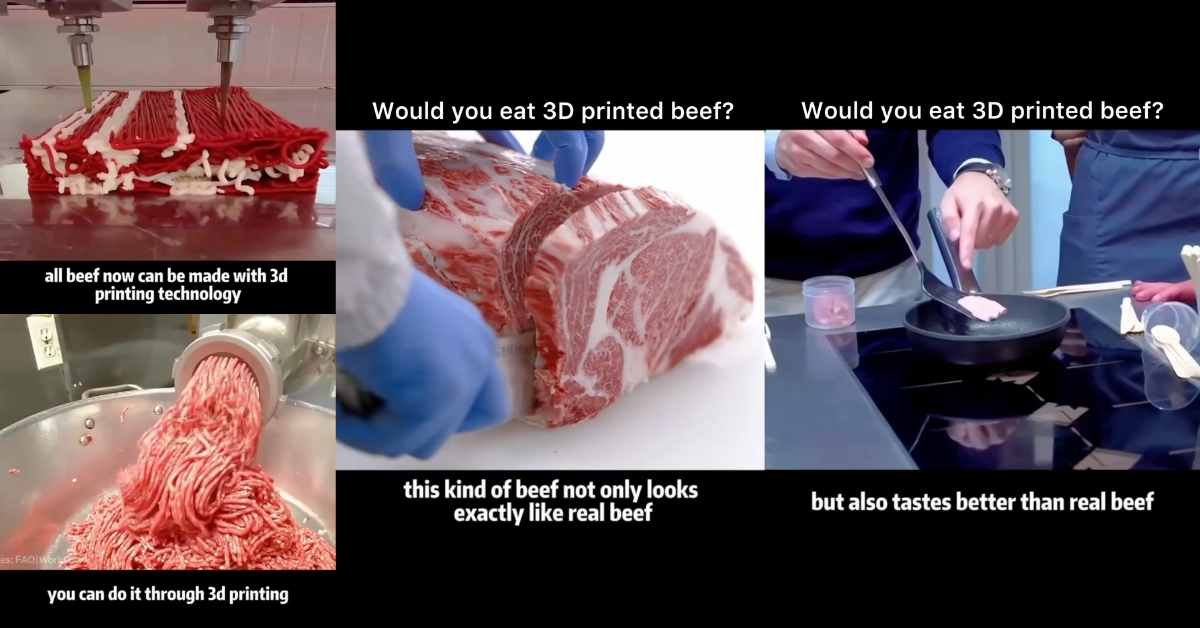 all beef now can be made with 3d
printing technology
you can do it through 3d printing
Would you eat 3D printed beef?
this kind of beef not only looks
exactly like real beef
Would you eat 3D printed beef?
but also tastes better than real beef